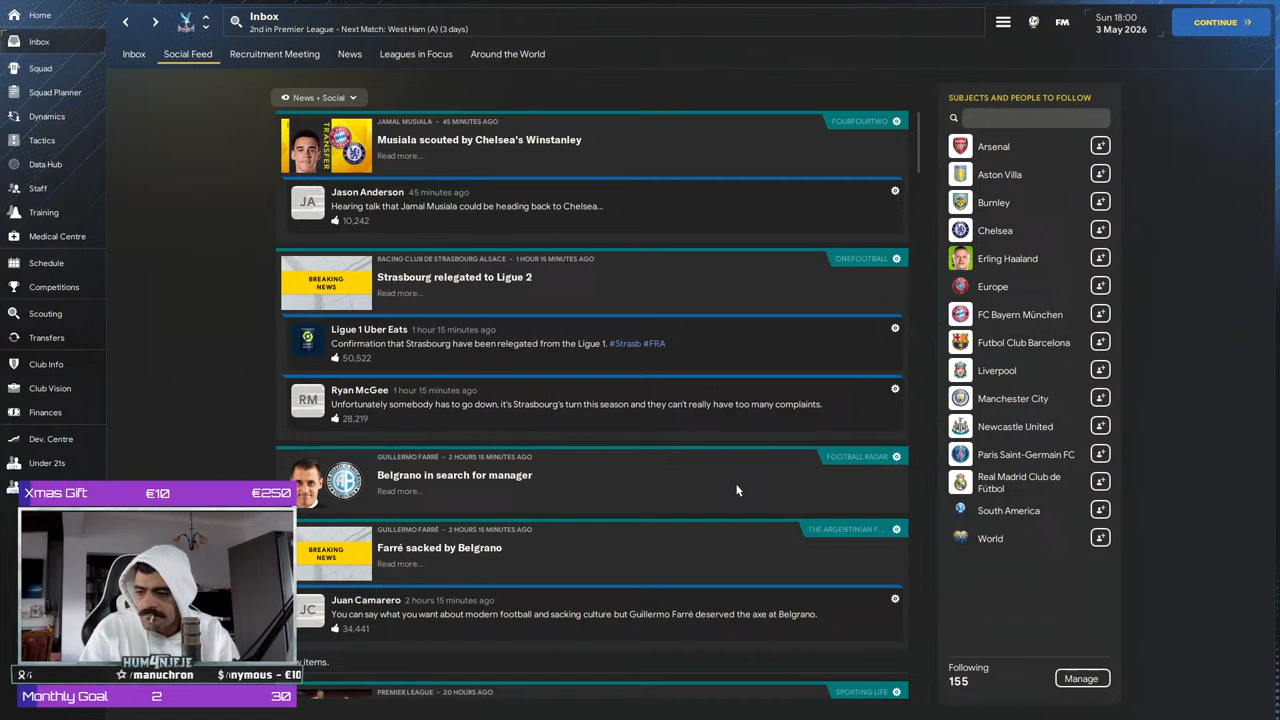 Home
Inbox
Squad
Squad Planner
Dynamics
Tactics
Data Hub
Staff
Training
Medical Centre
Schedule
Competitions
Scouting
Transfers
Club Info
Club Vision
Finances
Dev. Centre
Under 21s
Inbox
2nd in Premier League - Next Match: West Ham (A) (3 days)
FM
Sun 18:00
3 May 2026
CONTINUE
Inbox
Social Feed
Recruitment Meeting
News
Leagues in Focus
Around the World
News + Social
JAMAL MUSIALA - 45 MINUTES AGO
FOURFOURTWO
TRANSFER
Musiala scouted by Chelsea's Winstanley
Read more...
JA
Jason Anderson 45 minutes ago
Hearing talk that Jamal Musiala could be heading back to Chelsea...
10,242
RACING CLUB DE STRASBOURG ALSACE - 1 HOUR 15 MINUTES AGO
ONEFOOTBALL
BREAKING
NEWS
Strasbourg relegated to Ligue 2
Read more...
Ligue 1 Uber Eats 1 hour 15 minutes ago
Confirmation that Strasbourg have been relegated from the Ligue 1. #Strasb #FRA
50,522
RM
Ryan McGee 1 hour 15 minutes ago
Unfortunately somebody has to go down, it's Strasbourg's turn this season and they can't really have too many complaints.
28,219
GUILLERMO FARRÉ - 2 HOURS 15 MINUTES AGO
FOOTBALL RADAR
Belgrano in search for manager
Read more...
GUILLERMO FARRÉ - 2 HOURS 15 MINUTES AGO
THE ARGENTINIAN F...
BREAKING
NEWS
Farré sacked by Belgrano
Read more...
JC
Juan Camarero 2 hours 15 minutes ago
You can say what you want about modern football and sacking culture but Guillermo Farré deserved the axe at Belgrano.
34,441
w items.
PREMIER LEAGUE - 20 HOURS AGO
SPORTING LIFE
SUBJECTS AND PEOPLE TO FOLLOW
Arsenal
Aston Villa
Burnley
Chelsea
Erling Haaland
Europe
FC Bayern München
Futbol Club Barcelona
Liverpool
Manchester City
Newcastle United
Paris Saint-Germain FC
Real Madrid Club de
Fútbol
South America
World
Following
155
Manage
Xmas Gift €10 €250
HUM4NJEJE
/manuchron
nymous - €10
Monthly Goal 2 30